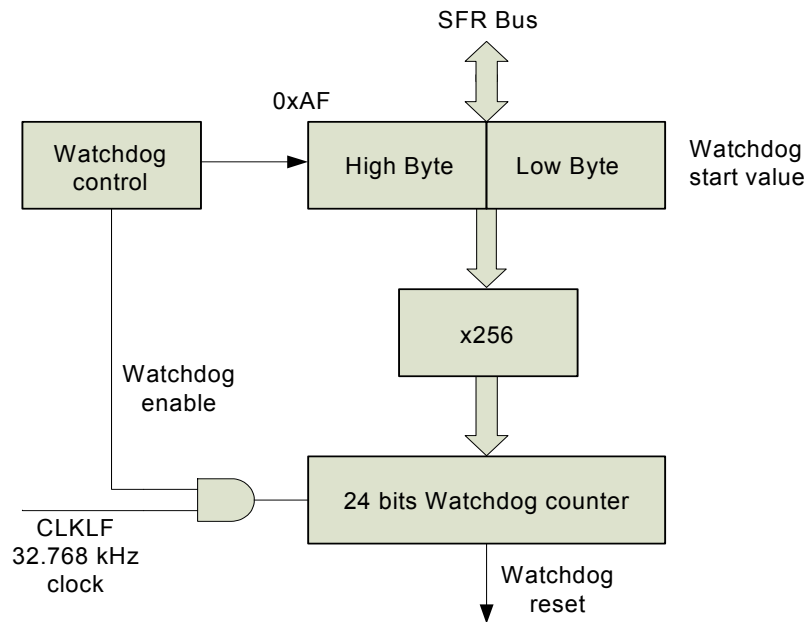 SFR Bus
0xAF
Watchdog
control
High Byte
Low Byte
Watchdog
start value
x256
Watchdog
enable
24 bits Watchdog counter
CLKLF
32.768 kHz
clock
Watchdog
reset